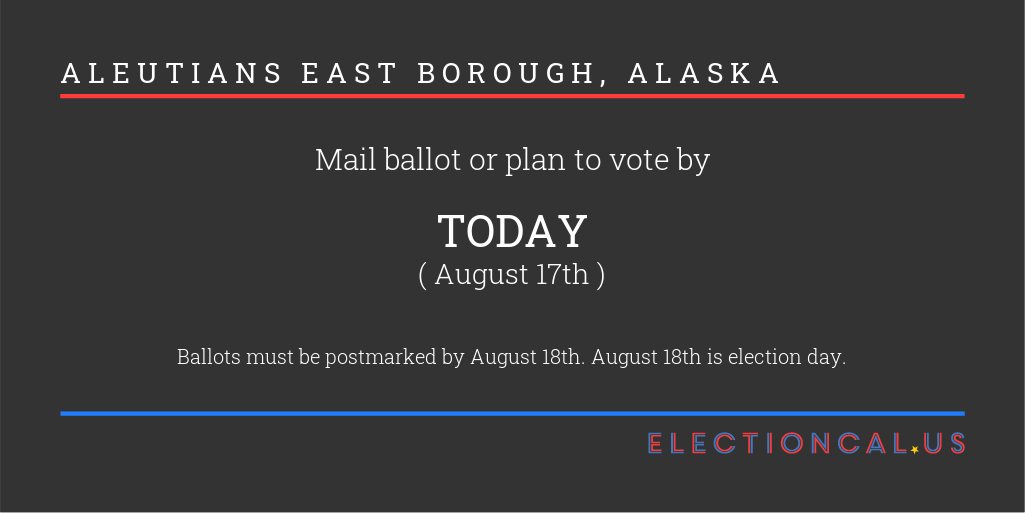 ALEUTIANS EAST BOROUGH, ALASKA
Mail ballot or plan to vote by
TODAY
( August 17th )
Ballots must be postmarked by August 18th. August 18th is election day.
ELECTIONCAL.US